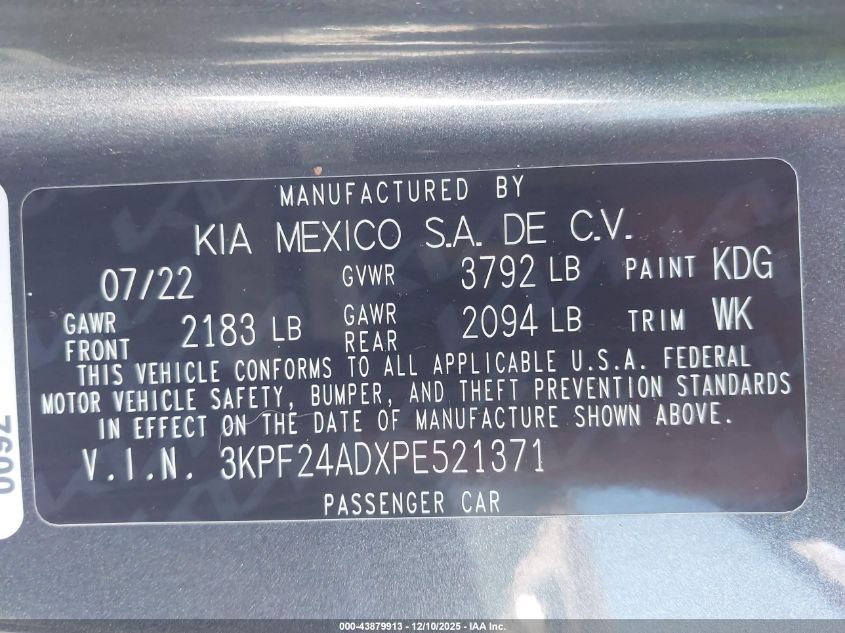 MANUFACTURED BY
KIA MEXICO S.A. DE C.V.
07/22 GVWR 3792 LB PAINT KDG
GAWR FRONT 2183 LB GAWR REAR 2094 LB TRIM WK
THIS VEHICLE CONFORMS TO ALL APPLICABLE U.S.A. FEDERAL
MOTOR VEHICLE SAFETY, BUMPER, AND THEFT PREVENTION STANDARDS
IN EFFECT ON THE DATE OF MANUFACTURE SHOWN ABOVE.
V.I.N. 3KPF24ADXPE521371
PASSENGER CAR
000-43879913 - 12/10/2025 - IAA Inc.